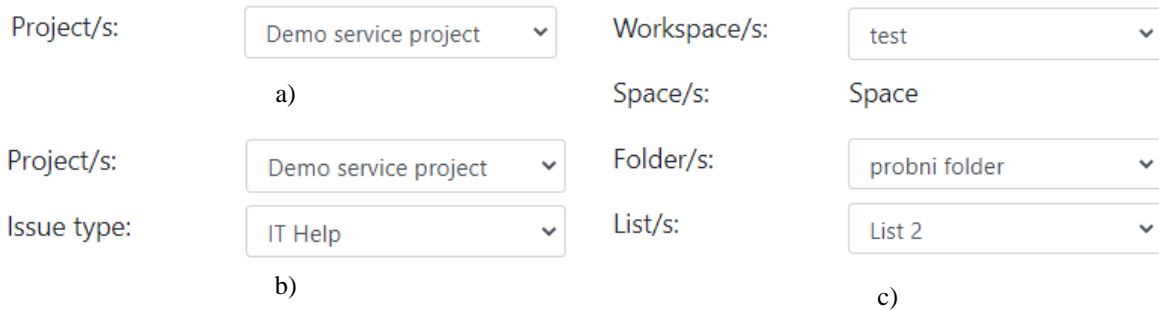 Project/s: Demo service project
a)
Project/s: Demo service project
Issue type: IT Help
b)
Workspace/s: test
Space/s: Space
Folder/s: probni folder
List/s: List 2
c)